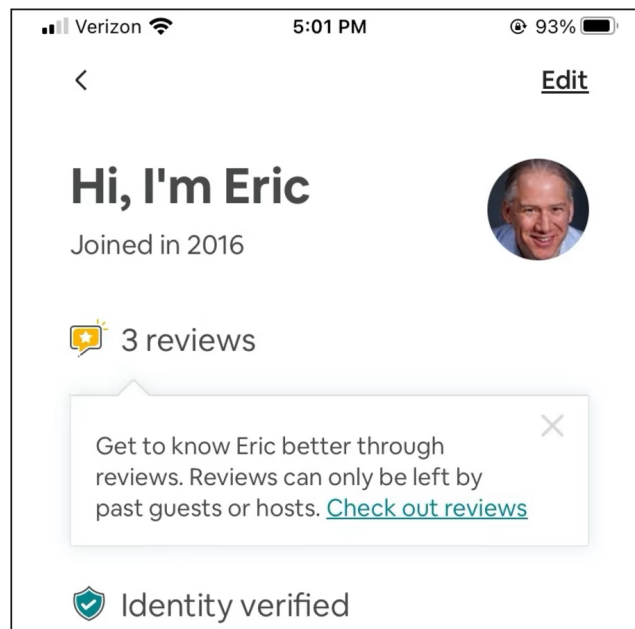 Verizon 5:01 PM 93%
Edit
Hi, I'm Eric
Joined in 2016
3 reviews
Get to know Eric better through
reviews. Reviews can only be left by
past guests or hosts. Check out reviews
Identity verified